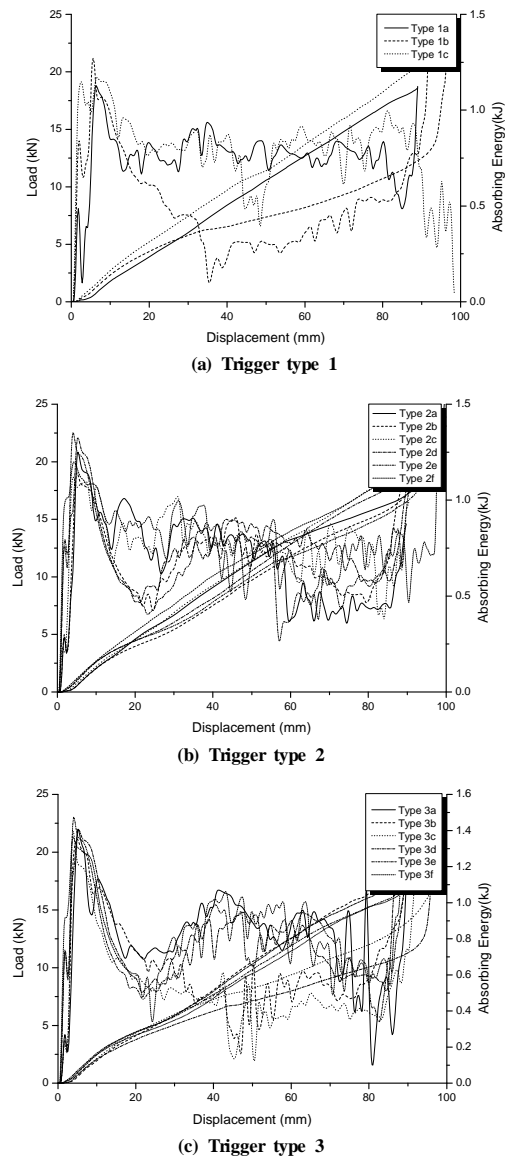 25
20
15
10
5
0
Load (kN)
1.5
1.0
0.5
0.0
Absorbing Energy(kJ)
Type 1a
Type 1b
Type 1c
0 20 40 60 80 100
Displacement (mm)
(a) Trigger type 1
25
20
15
10
5
0
Load (kN)
1.5
1.0
0.5
0.0
Absorbing Energy(kJ)
Type 2a
Type 2b
Type 2c
Type 2d
Type 2e
Type 2f
0 20 40 60 80 100
Displacement (mm)
(b) Trigger type 2
25
20
15
10
5
0
Load (kN)
1.6
1.4
1.2
1.0
0.8
0.6
0.4
0.2
0.0
Absorbing Energy(kJ)
Type 3a
Type 3b
Type 3c
Type 3d
Type 3e
Type 3f
0 20 40 60 80 100
Displacement (mm)
(c) Trigger type 3